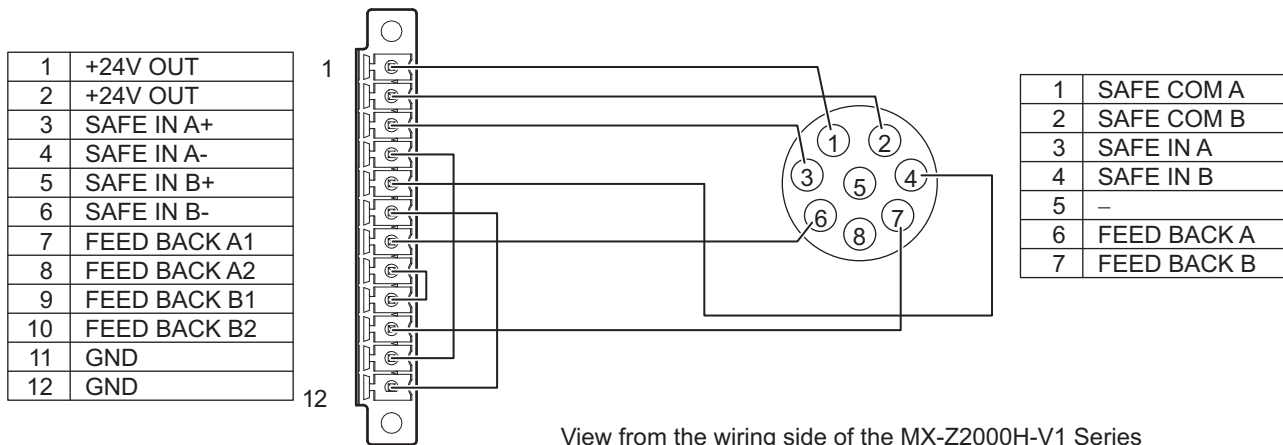 1 +24V OUT
2 +24V OUT
3 SAFE IN A+
4 SAFE IN A-
5 SAFE IN B+
6 SAFE IN B-
7 FEED BACK A1
8 FEED BACK A2
9 FEED BACK B1
10 FEED BACK B2
11 GND
12 GND
1
12
1
2
3
4
5
6
7
8
1 SAFE COM A
2 SAFE COM B
3 SAFE IN A
4 SAFE IN B
5 –
6 FEED BACK A
7 FEED BACK B
View from the wiring side of the MX-Z2000H-V1 Series